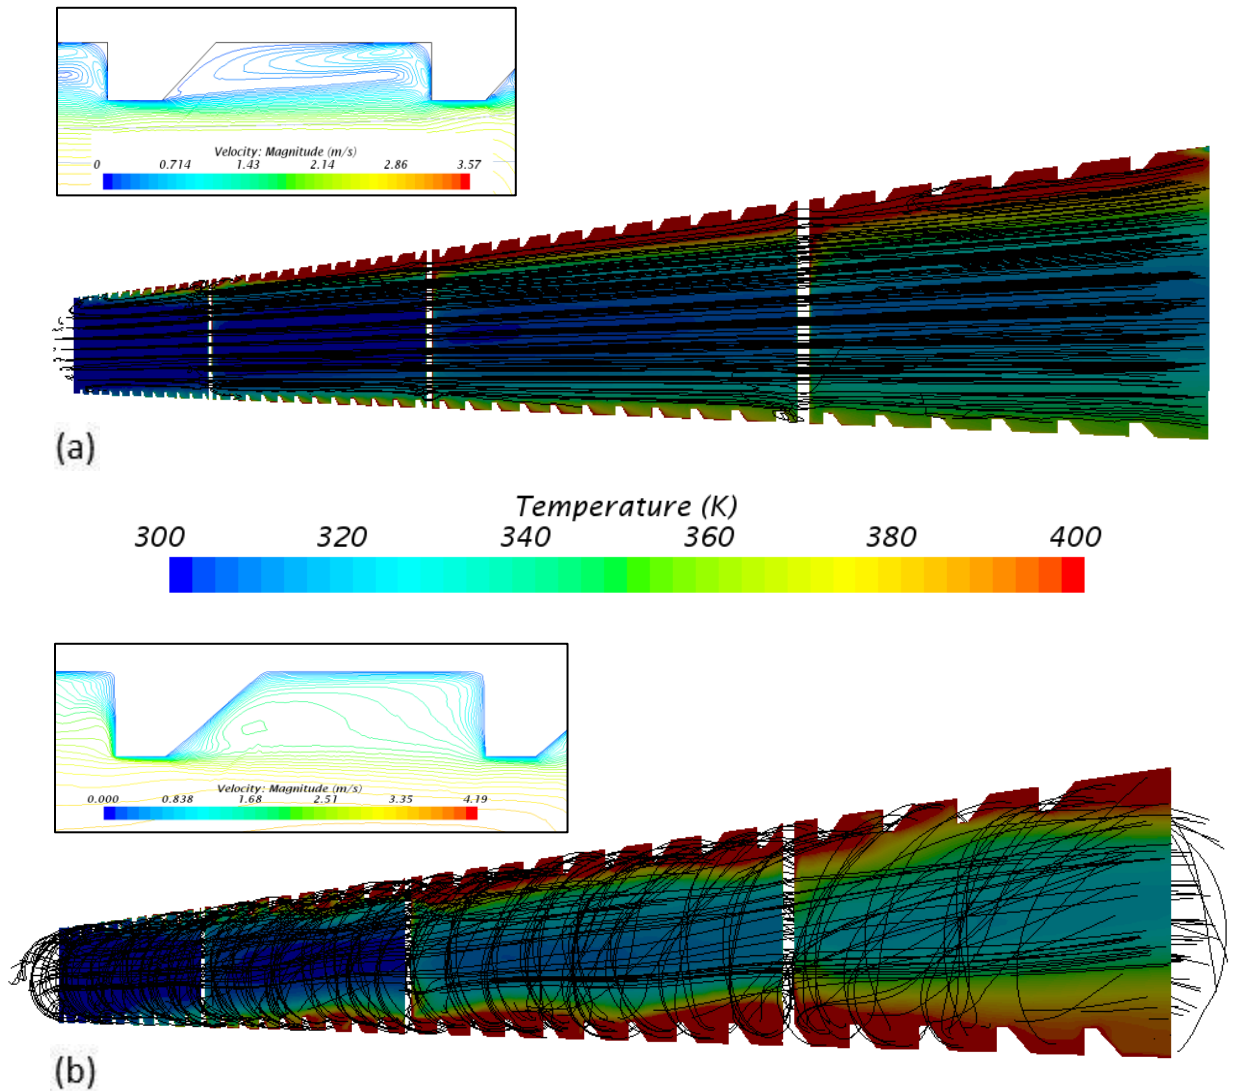 Velocity: Magnitude (m/s)
0 0.714 1.43 2.14 2.86 3.57
(a)
Temperature (K)
300 320 340 360 380 400
Velocity: Magnitude (m/s)
0.000 0.838 1.68 2.51 3.35 4.19
(b)